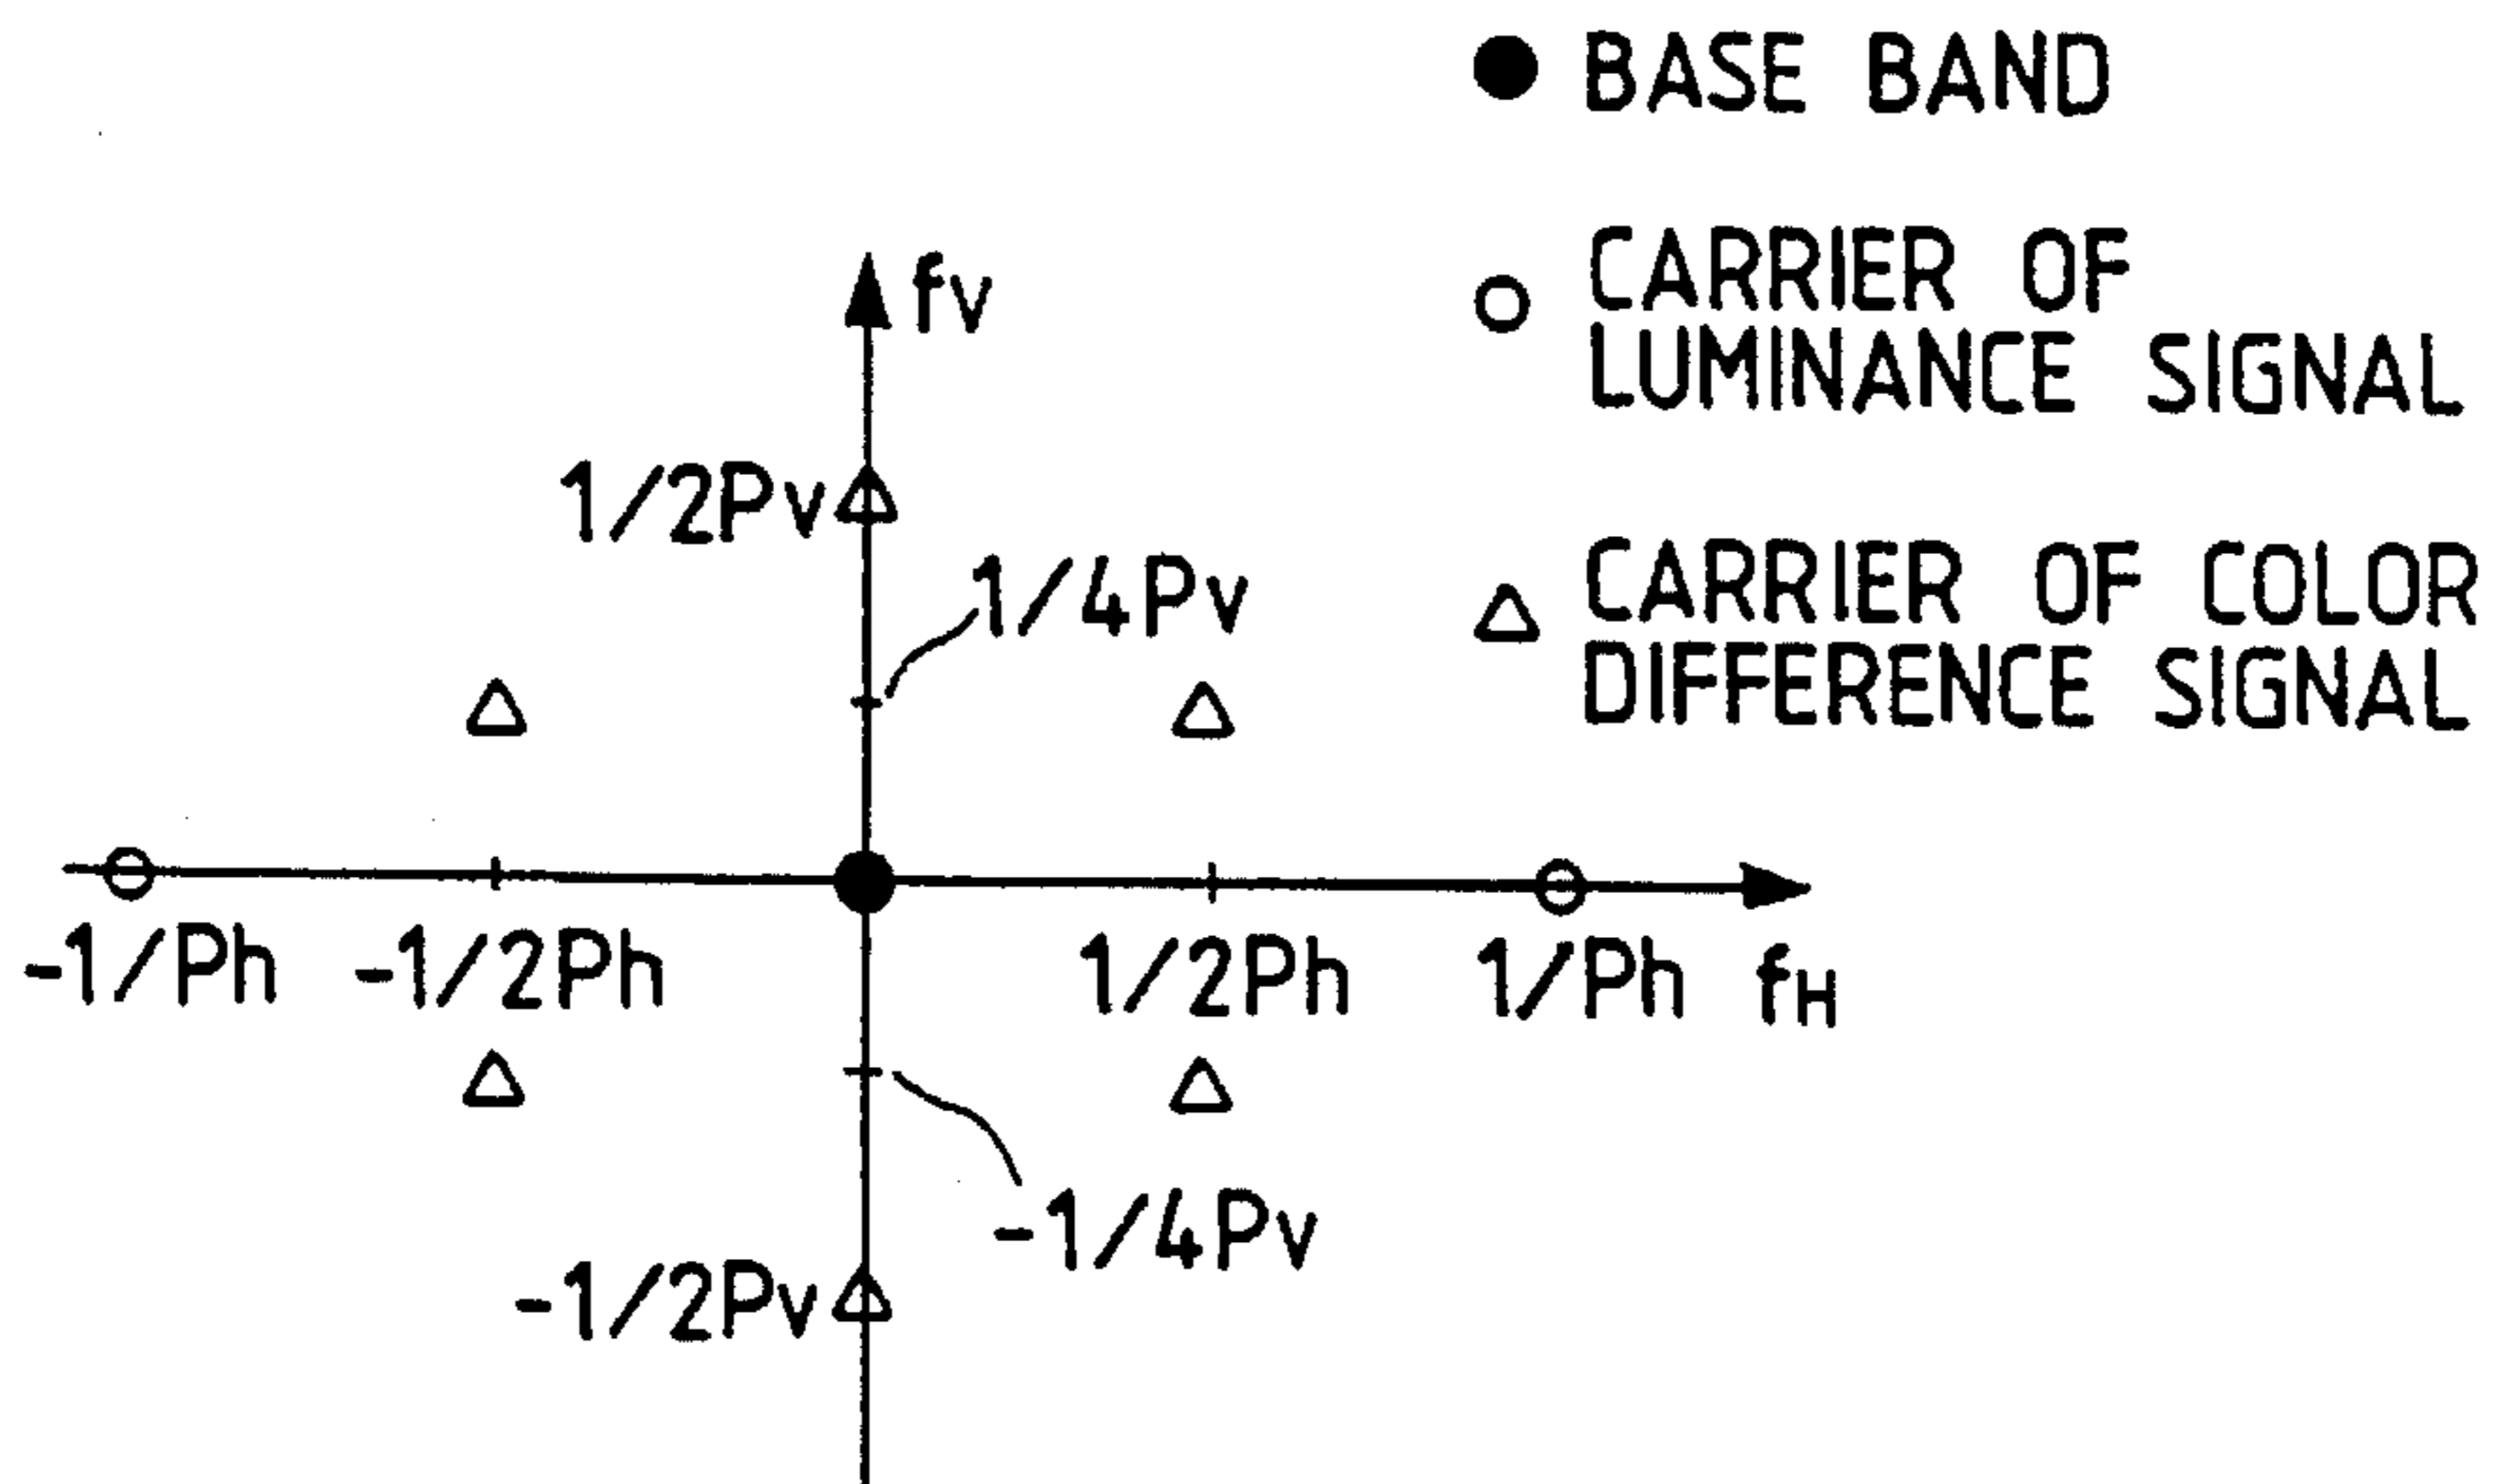 BASE BAND
CARRIER OF
LUMINANCE SIGNAL
CARRIER OF COLOR
DIFFERENCE SIGNAL
fv
1/2Pv
1/4Pv
-1/Ph
-1/2Ph
1/2Ph
1/Ph
fH
-1/4Pv
-1/2Pv